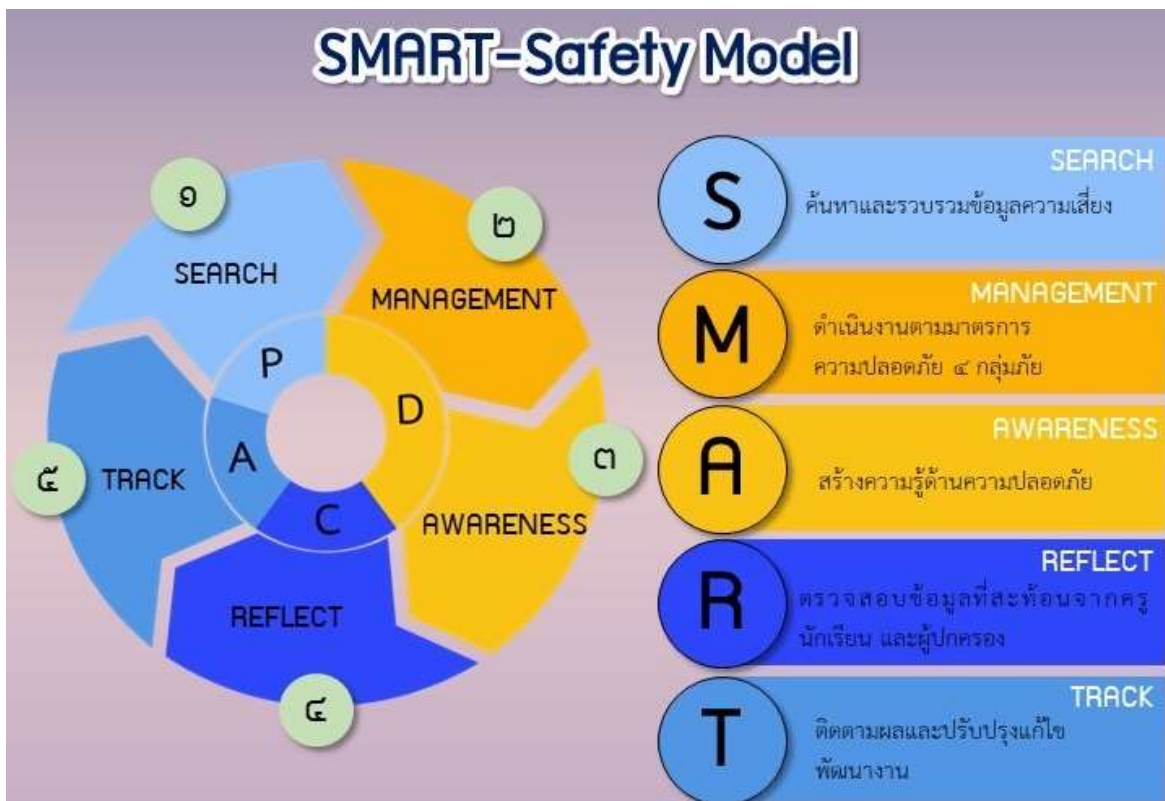 SMART-Safety Model
๑
SEARCH
๒
MANAGEMENT
๓
AWARENESS
๔
REFLECT
๕
TRACK
P
D
C
A
S
SEARCH
ค้นหาและรวบรวมข้อมูลความเสี่ยง
M
MANAGEMENT
ดำเนินงานตามมาตรการ
ความปลอดภัย ๔ กลุ่มภัย
A
AWARENESS
สร้างความรู้ด้านความปลอดภัย
R
REFLECT
ตรวจสอบข้อมูลที่สะท้อนจากครู
นักเรียน และผู้ปกครอง
T
TRACK
ติดตามผลและปรับปรุงแก้ไข
พัฒนางาน